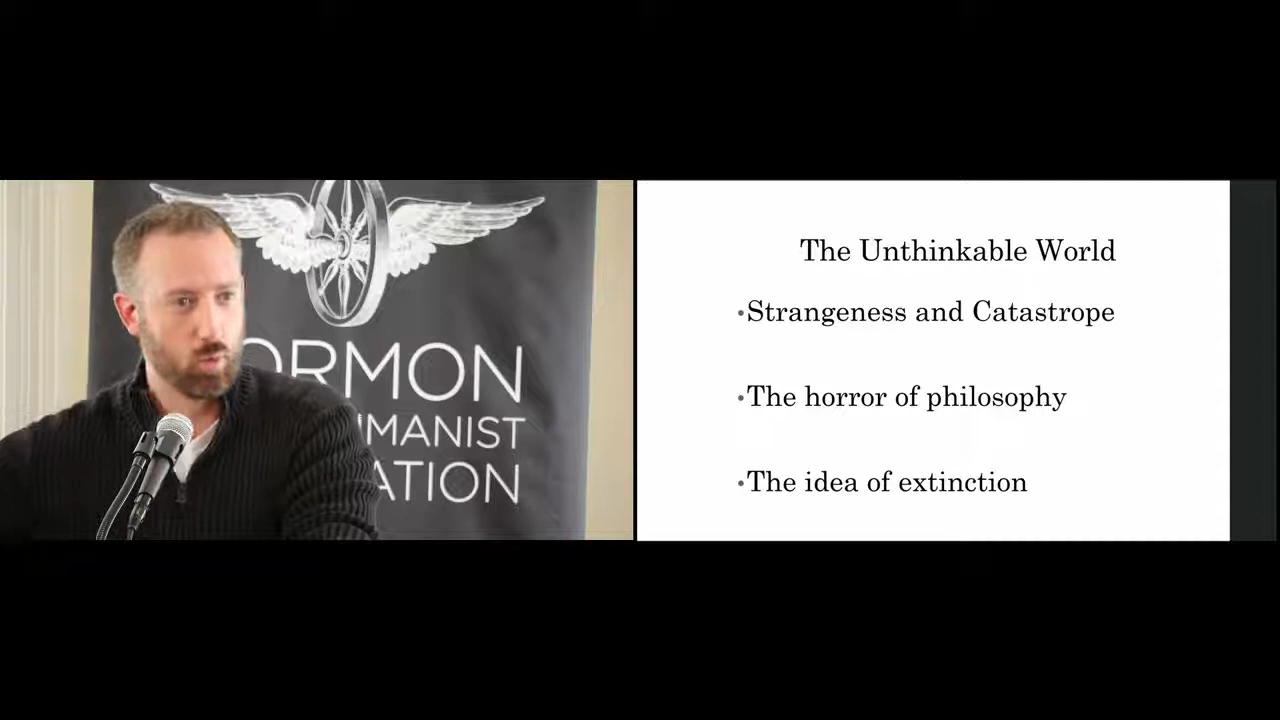 ORMON
MANIST
ATION
The Unthinkable World
•Strangeness and Catastrope
•The horror of philosophy
•The idea of extinction